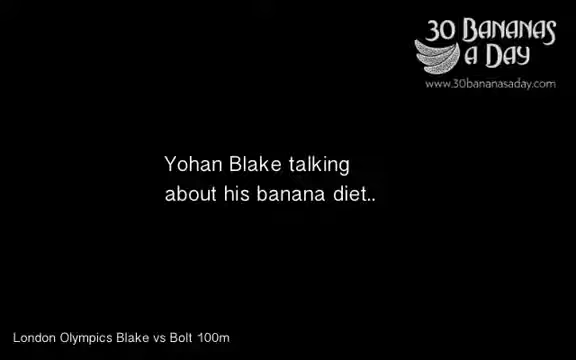 30 BANANAS
A DAY
www.30bananasaday.com
Yohan Blake talking
about his banana diet..
London Olympics Blake vs Bolt 100m